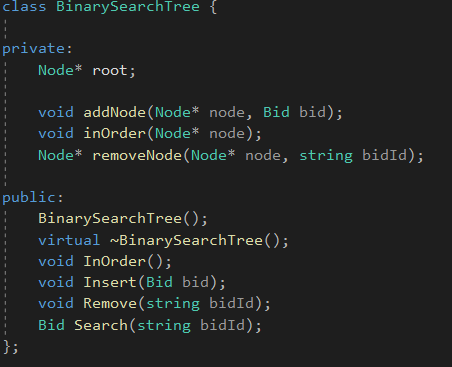 class BinarySearchTree {
private:
Node* root;
void addNode(Node* node, Bid bid);
void inOrder(Node* node);
Node* removeNode(Node* node, string bidId);
public:
BinarySearchTree();
virtual ~BinarySearchTree();
void InOrder();
void Insert(Bid bid);
void Remove(string bidId);
Bid Search(string bidId);
};